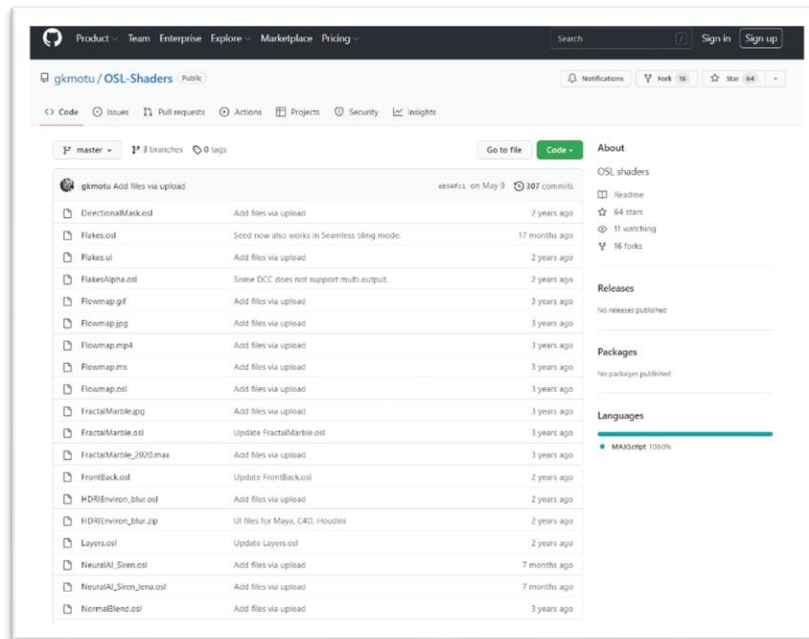 Product Team Enterprise Explore Marketplace Pricing Search / Sign in Sign up
gkmotu / OSL-Shaders Public Notifications Fork 16 Star 64
Code Issues Pull requests Actions Projects Security Insights
master 3 branches 0 tags Go to file Code
gkmotu Add files via upload on May 9 307 commits
DirectionalMask.osl Add files via upload 2 years ago
Flakes.osl Seed now also works in Seamless tiling mode. 17 months ago
Flakes.ui Add files via upload 2 years ago
FlakesAlpha.osl Some DCC does not support multi output. 2 years ago
Flowmap.gif Add files via upload 3 years ago
Flowmap.jpg Add files via upload 3 years ago
Flowmap.mp4 Add files via upload 3 years ago
Flowmap.ms Add files via upload 3 years ago
Flowmap.osl Add files via upload 3 years ago
FractalMarble.jpg Add files via upload 3 years ago
FractalMarble.osl Update FractalMarble.osl 3 years ago
FractalMarble_2020.max Add files via upload 3 years ago
FrontBack.osl Update FrontBack.osl 2 years ago
HDRIEnviron_blur.osl Add files via upload 2 years ago
HDRIEnviron_blur.zip UI files for Maya, C4D, Houdini 2 years ago
Layers.osl Update Layers.osl 2 years ago
NeuralAI_Siren.osl Add files via upload 7 months ago
NeuralAI_Siren_lena.osl Add files via upload 7 months ago
NormalBlend.osl Add files via upload 3 years ago
About
OSL shaders
Readme
64 stars
11 watching
16 forks
Releases
No releases published
Packages
No packages published
Languages
MAXScript 100.0%